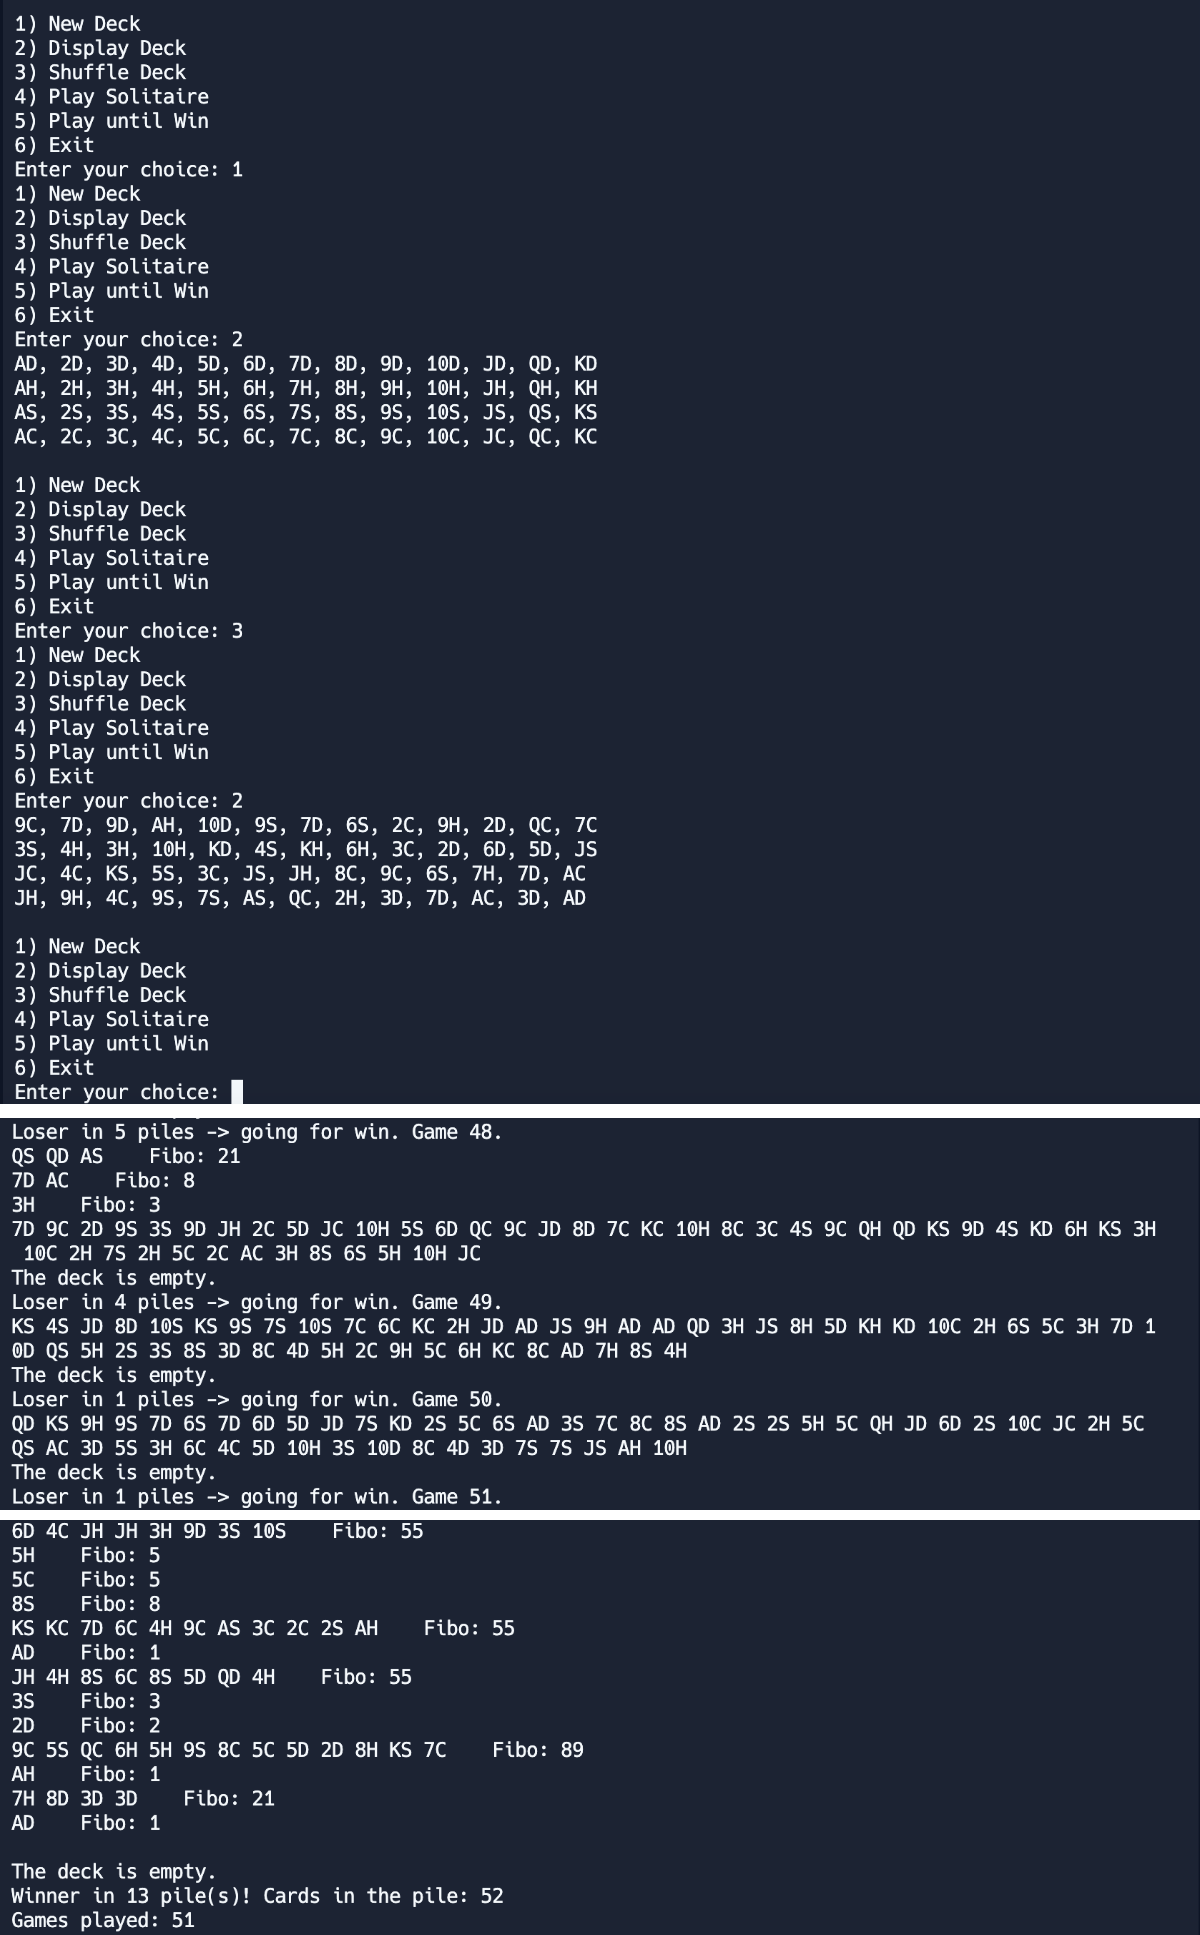 1) New Deck
2) Display Deck
3) Shuffle Deck
4) Play Solitaire
5) Play until Win
6) Exit
Enter your choice: 1
1) New Deck
2) Display Deck
3) Shuffle Deck
4) Play Solitaire
5) Play until Win
6) Exit
Enter your choice: 2
AD, 2D, 3D, 4D, 5D, 6D, 7D, 8D, 9D, 10D, JD, QD, KD
AH, 2H, 3H, 4H, 5H, 6H, 7H, 8H, 9H, 10H, JH, QH, KH
AS, 2S, 3S, 4S, 5S, 6S, 7S, 8S, 9S, 10S, JS, QS, KS
AC, 2C, 3C, 4C, 5C, 6C, 7C, 8C, 9C, 10C, JC, QC, KC
1) New Deck
2) Display Deck
3) Shuffle Deck
4) Play Solitaire
5) Play until Win
6) Exit
Enter your choice: 3
1) New Deck
2) Display Deck
3) Shuffle Deck
4) Play Solitaire
5) Play until Win
6) Exit
Enter your choice: 2
9C, 7D, 9D, AH, 10D, 9S, 7D, 6S, 2C, 9H, 2D, QC, 7C
3S, 4H, 3H, 10H, KD, 4S, KH, 6H, 3C, 2D, 6D, 5D, JS
JC, 4C, KS, 5S, 3C, JS, JH, 8C, 9C, 6S, 7H, 7D, AC
JH, 9H, 4C, 9S, 7S, AS, QC, 2H, 3D, 7D, AC, 3D, AD
1) New Deck
2) Display Deck
3) Shuffle Deck
4) Play Solitaire
5) Play until Win
6) Exit
Enter your choice:
Loser in 5 piles -> going for win. Game 48.
QS QD AS    Fibo: 21
7D AC    Fibo: 8
3H    Fibo: 3
7D 9C 2D 9S 3S 9D JH 2C 5D JC 10H 5S 6D QC 9C JD 8D 7C KC 10H 8C 3C 4S 9C QH QD KS 9D 4S KD 6H KS 3H
10C 2H 7S 2H 5C 2C AC 3H 8S 6S 5H 10H JC
The deck is empty.
Loser in 4 piles -> going for win. Game 49.
KS 4S JD 8D 10S KS 9S 7S 10S 7C 6C KC 2H JD AD JS 9H AD AD QD 3H JS 8H 5D KH KD 10C 2H 6S 5C 3H 7D 1
0D QS 5H 2S 3S 8S 3D 8C 4D 5H 2C 9H 5C 6H KC 8C AD 7H 8S 4H
The deck is empty.
Loser in 1 piles -> going for win. Game 50.
QD KS 9H 9S 7D 6S 7D 6D 5D JD 7S KD 2S 5C 6S AD 3S 7C 8C 8S AD 2S 2S 5H 5C QH JD 6D 2S 10C JC 2H 5C
QS AC 3D 5S 3H 6C 4C 5D 10H 3S 10D 8C 4D 3D 7S 7S JS AH 10H
The deck is empty.
Loser in 1 piles -> going for win. Game 51.
6D 4C JH JH 3H 9D 3S 10S    Fibo: 55
5H    Fibo: 5
5C    Fibo: 5
8S    Fibo: 8
KS KC 7D 6C 4H 9C AS 3C 2C 2S AH    Fibo: 55
AD    Fibo: 1
JH 4H 8S 6C 8S 5D QD 4H    Fibo: 55
3S    Fibo: 3
2D    Fibo: 2
9C 5S QC 6H 5H 9S 8C 5C 5D 2D 8H KS 7C    Fibo: 89
AH    Fibo: 1
7H 8D 3D 3D    Fibo: 21
AD    Fibo: 1
The deck is empty.
Winner in 13 pile(s)! Cards in the pile: 52
Games played: 51